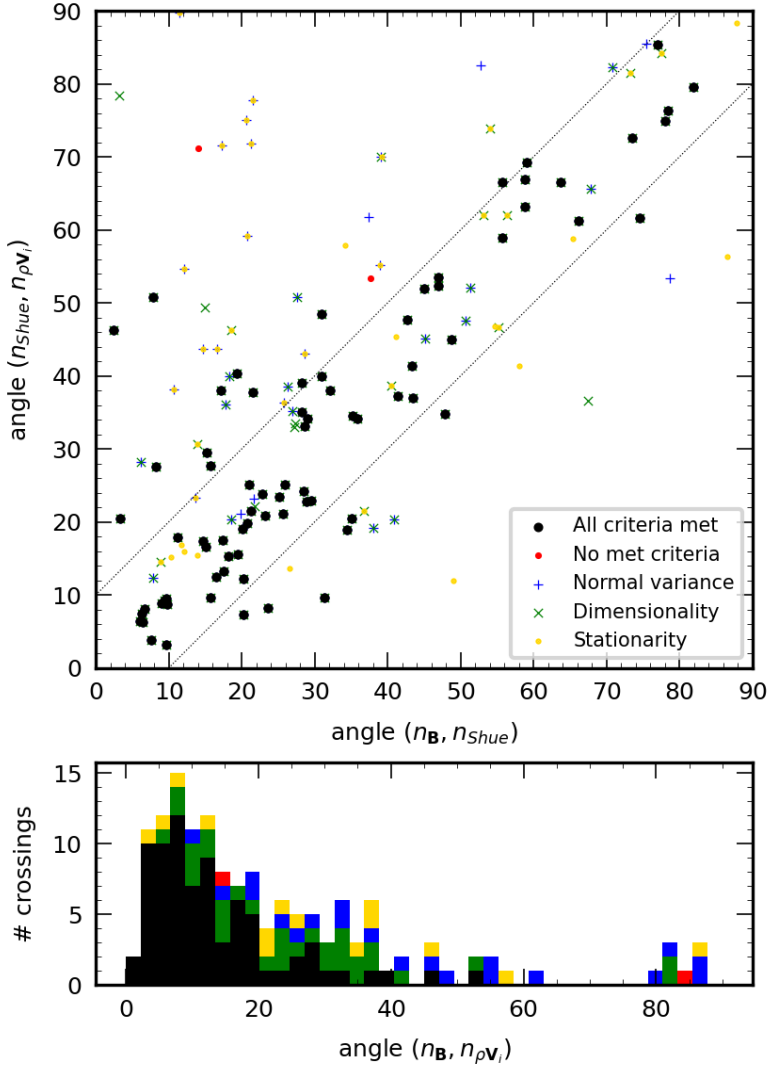 90
80
70
60
50
40
30
20
10
0
angle (n_Shue, n_ρV_i)
0 10 20 30 40 50 60 70 80 90
angle (n_B, n_Shue)
All criteria met
No met criteria
Normal variance
Dimensionality
Stationarity
15
10
5
0
# crossings
0 20 40 60 80
angle (n_B, n_ρV_i)